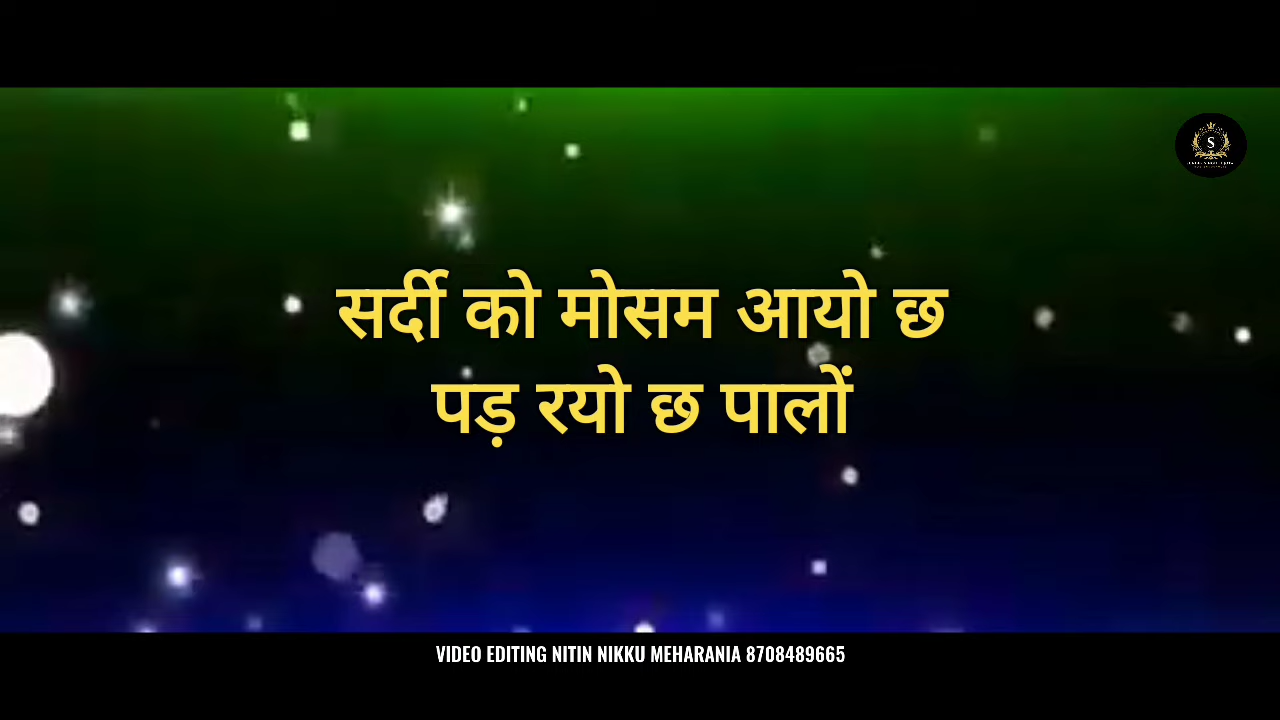 सर्दी को मोसम आयो छ
पड़ रयो छ पालों
S
VIDEO EDITING NITIN NIKKU MEHARANIA 8708489665